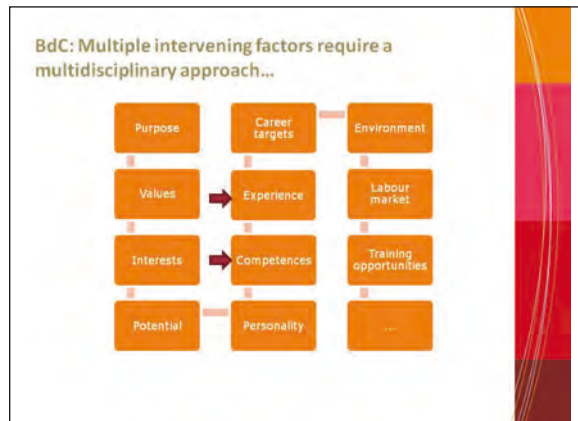 BdC: Multiple intervening factors require a
multidisciplinary approach...
Purpose
Values
Interests
Potential
Career
targets
Experience
Competences
Personality
Environment
Labour
market
Training
opportunities
...